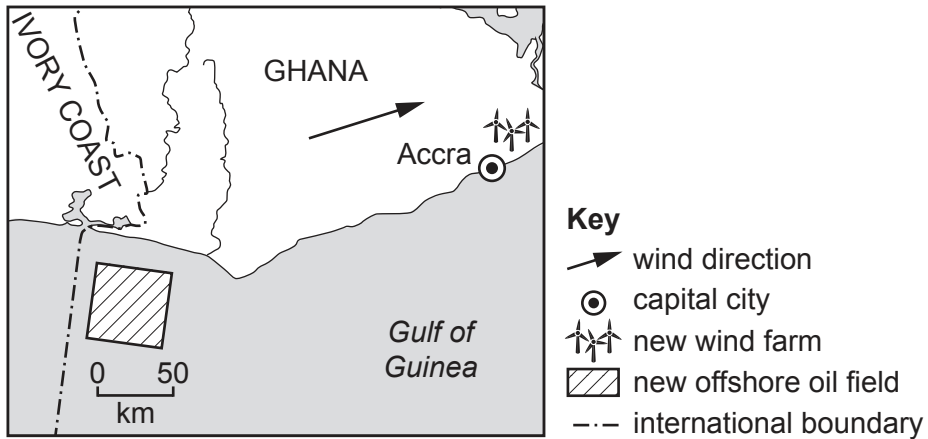 IVORY COAST
GHANA
Accra
Gulf of
Guinea
0 50
km
Key
wind direction
capital city
new wind farm
new offshore oil field
international boundary